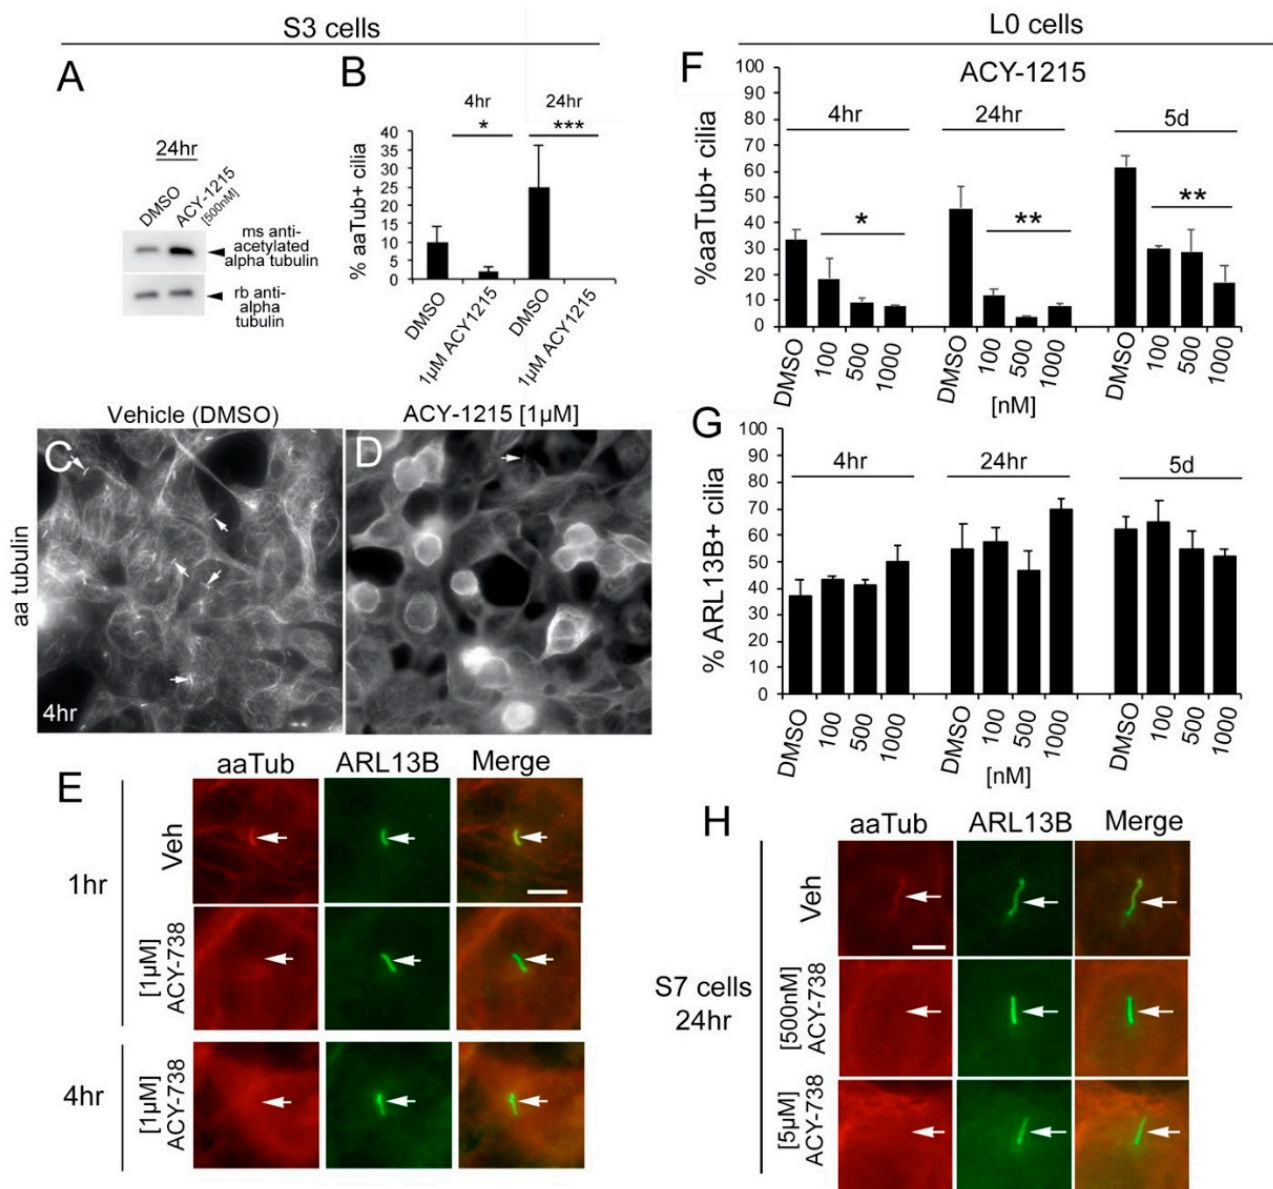 S3 cells
L0 cells
A
24hr
DMSO
ACY-1215
[500nM]
ms anti-
acetylated
alpha tubulin
rb anti-
alpha
tubulin
B
4hr
24hr
*
***
% aaTub+ cilia
40
35
30
25
20
15
10
5
0
DMSO
1µM ACY1215
DMSO
1µM ACY1215
F
ACY-1215
4hr
24hr
5d
*
**
**
%aaTub+ cilia
100
90
80
70
60
50
40
30
20
10
0
DMSO
100
500
1000
DMSO
100
500
1000
DMSO
100
500
1000
[nM]
Vehicle (DMSO)
ACY-1215 [1µM]
aa tubulin
C
D
4hr
G
4hr
24hr
5d
% ARL13B+ cilia
100
90
80
70
60
50
40
30
20
10
0
DMSO
100
500
1000
DMSO
100
500
1000
DMSO
100
500
1000
[nM]
E
aaTub
ARL13B
Merge
1hr
Veh
[1µM]
ACY-738
4hr
[1µM]
ACY-738
H
aaTub
ARL13B
Merge
S7 cells
24hr
Veh
[500nM]
ACY-738
[5µM]
ACY-738